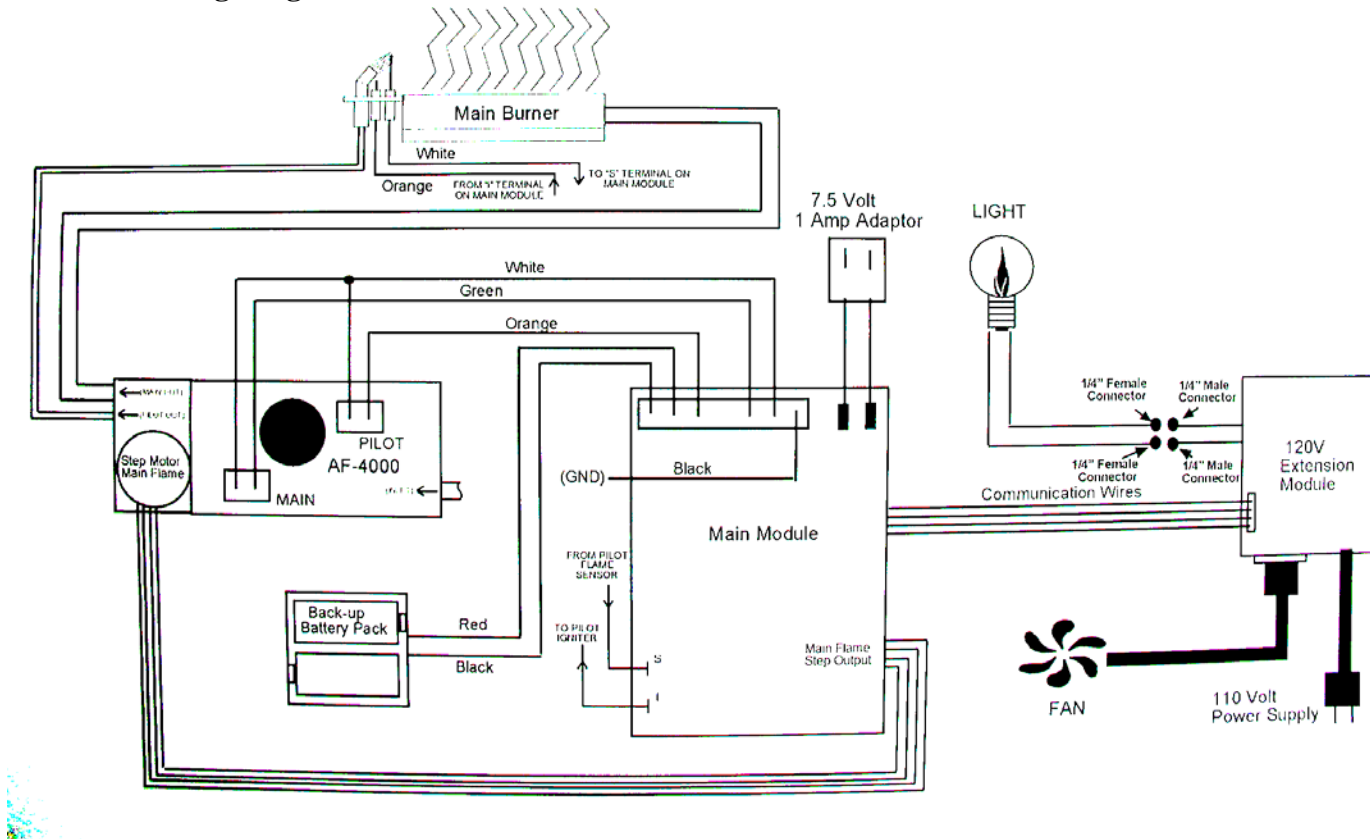 Main Burner
White
Orange
TO "S" TERMINAL ON
MAIN MODULE
FROM "I" TERMINAL
ON MAIN MODULE
7.5 Volt
1 Amp Adaptor
LIGHT
White
Green
Orange
PILOT
AF-4000
MAIN
Step Motor
Main Flame
(GND)
Black
Main Module
1/4" Female
Connector
1/4" Male
Connector
1/4" Female
Connector
1/4" Male
Connector
120V
Extension
Module
Communication Wires
FROM PILOT
FLAME
SENSOR
TO PILOT
IGNITER
S
I
Main Flame
Step Output
Back-up
Battery Pack
Red
Black
FAN
110 Volt
Power Supply